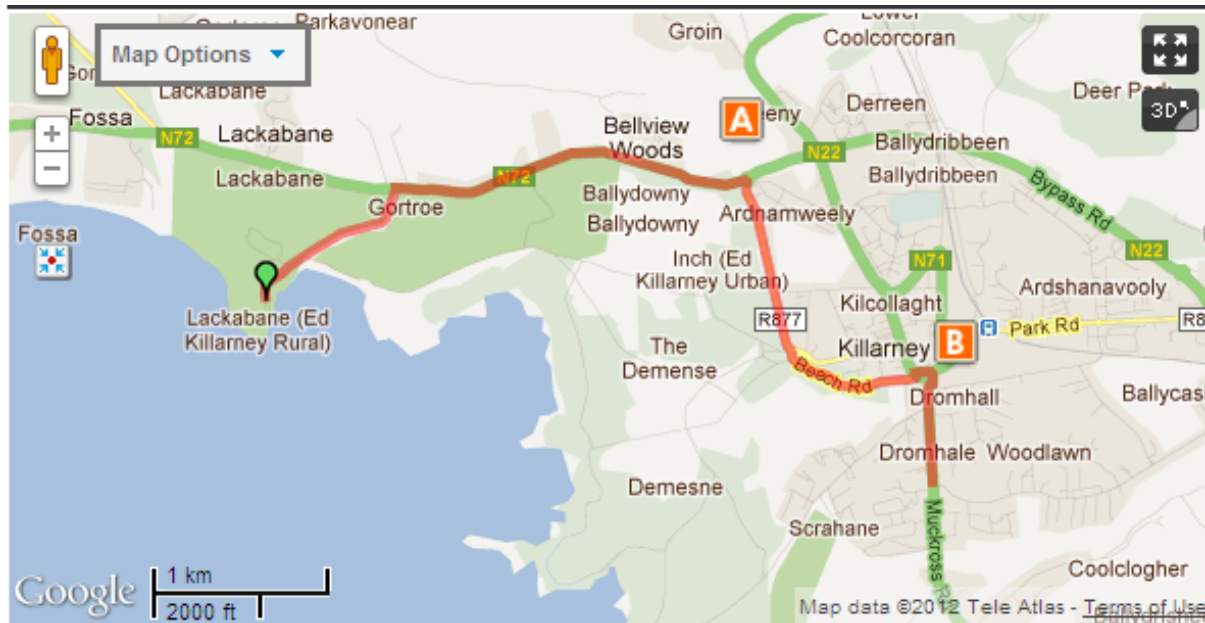 Parkavonear
Groin
Lower
Coolcorcoran
Map Options
Lackabane
Deer
Derreen
3D
Fossa
Lackabane
N72
Bellview
Woods
A
N22
Ballydribbeen
Lackabane
N72
Ballydribbeen
Ballydowny
Bypass Rd
Gortroe
Ballydowny
Ardnamweely
Fossa
Inch (Ed
Killarney Urban)
N71
N22
Ardshanavooly
Kilcollaght
Lackabane (Ed
Killarney Rural)
R877
Park Rd
R8
The
Demense
Killarney
B
Beech Rd
Dromhall
Dromhale
Woodlawn
Demesne
Scrahane
Muckross
Coolclogher
Google
1 km
2000 ft
Map data ©2012 Tele Atlas - Terms of Use